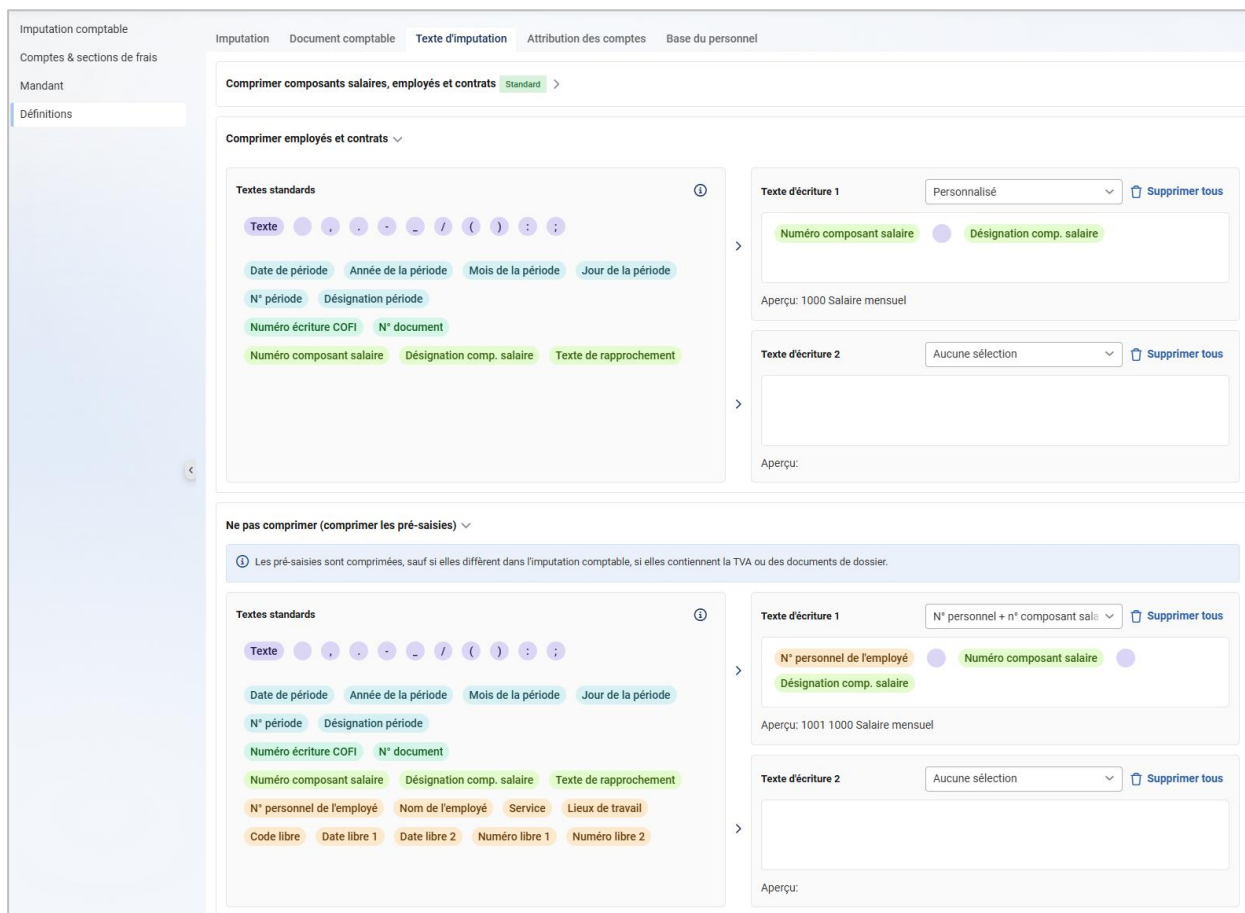 Imputation comptable
Comptes & sections de frais
Mandant
Définitions
Imputation Document comptable Texte d'imputation Attribution des comptes Base du personnel
Comprimer composants salaires, employés et contrats Standard >
Comprimer employés et contrats
Textes standards
Texte , . - _ / ( ) : ;
Date de période Année de la période Mois de la période Jour de la période
N° période Désignation période
Numéro écriture COFI N° document
Numéro composant salaire Désignation comp. salaire Texte de rapprochement
Texte d'écriture 1 Personnalisé Supprimer tous
Numéro composant salaire Désignation comp. salaire
Aperçu: 1000 Salaire mensuel
Texte d'écriture 2 Aucune sélection Supprimer tous
Aperçu:
Ne pas comprimer (comprimer les pré-saisies)
Les pré-saisies sont comprimées, sauf si elles diffèrent dans l'imputation comptable, si elles contiennent la TVA ou des documents de dossier.
Textes standards
Texte , . - _ / ( ) : ;
Date de période Année de la période Mois de la période Jour de la période
N° période Désignation période
Numéro écriture COFI N° document
Numéro composant salaire Désignation comp. salaire Texte de rapprochement
N° personnel de l'employé Nom de l'employé Service Lieux de travail
Code libre Date libre 1 Date libre 2 Numéro libre 1 Numéro libre 2
Texte d'écriture 1 N° personnel + n° composant sala Supprimer tous
N° personnel de l'employé Numéro composant salaire
Désignation comp. salaire
Aperçu: 1001 1000 Salaire mensuel
Texte d'écriture 2 Aucune sélection Supprimer tous
Aperçu: